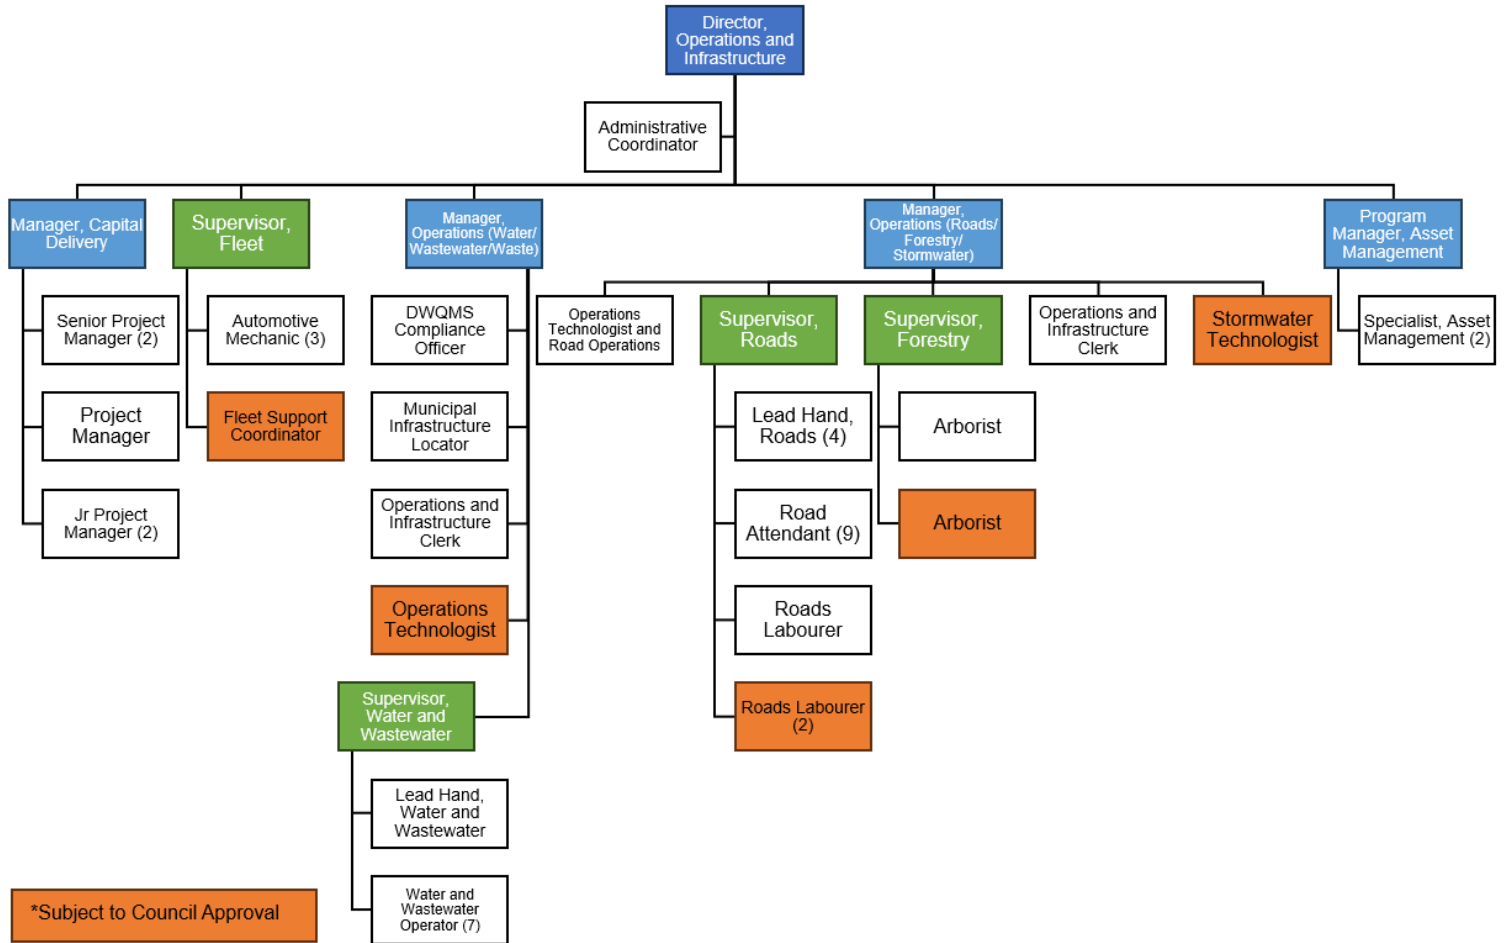 Director,
Operations and
Infrastructure
Administrative
Coordinator
Manager, Capital
Delivery
Supervisor,
Fleet
Manager,
Operations (Water/
Wastewater/Waste)
Manager,
Operations (Roads/
Forestry/
Stormwater)
Program
Manager, Asset
Management
Senior Project
Manager (2)
Project
Manager
Jr Project
Manager (2)
Automotive
Mechanic (3)
Fleet Support
Coordinator
DWQMS
Compliance
Officer
Municipal
Infrastructure
Locator
Operations and
Infrastructure
Clerk
Operations
Technologist
Supervisor,
Water and
Wastewater
Lead Hand,
Water and
Wastewater
Water and
Wastewater
Operator (7)
Operations
Technologist and
Road Operations
Supervisor,
Roads
Lead Hand,
Roads (4)
Road
Attendant (9)
Roads
Labourer
Roads Labourer
(2)
Supervisor,
Forestry
Arborist
Arborist
Operations and
Infrastructure
Clerk
Stormwater
Technologist
Specialist, Asset
Management (2)
*Subject to Council Approval